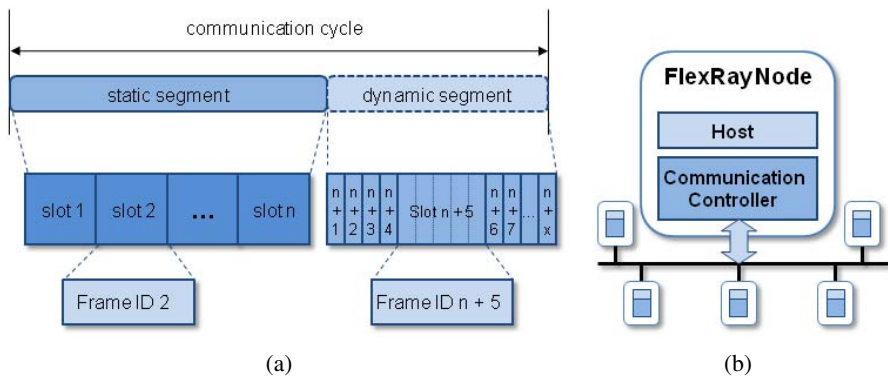 communication cycle
static segment
dynamic segment
slot 1
slot 2
...
slot n
n+1
n+2
n+3
n+4
Slot n+5
n+6
n+7
...
n+x
Frame ID 2
Frame ID n + 5
(a)
FlexRayNode
Host
Communication
Controller
(b)